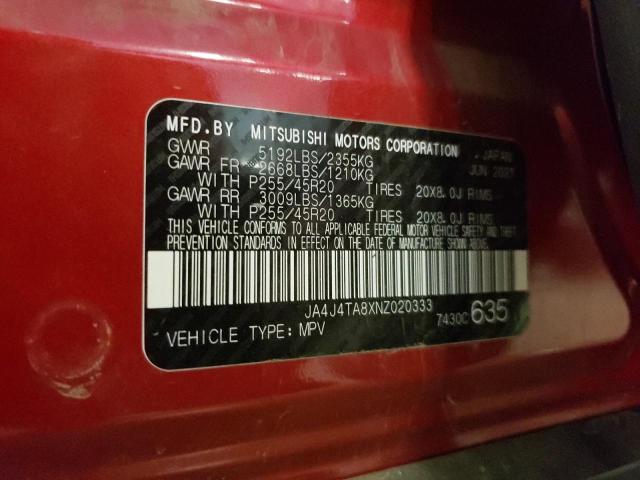 MFD.BY MITSUBISHI MOTORS CORPORATION JAPAN
GVWR 5192LBS/2355KG JUN 2021
GAWR FR 2668LBS/1210KG
WITH P255/45R20 TIRES 20X8.0J RIMS
GAWR RR 3009LBS/1365KG
WITH P255/45R20 TIRES 20X8.0J RIMS
THIS VEHICLE CONFORMS TO ALL APPLICABLE FEDERAL MOTOR VEHICLE SAFETY AND THEFT
PREVENTION STANDARDS IN EFFECT ON THE DATE OF MANUFACTURE SHOWN ABOVE.
JA4J4TA8XNZ020333
7430C 635
VEHICLE TYPE: MPV